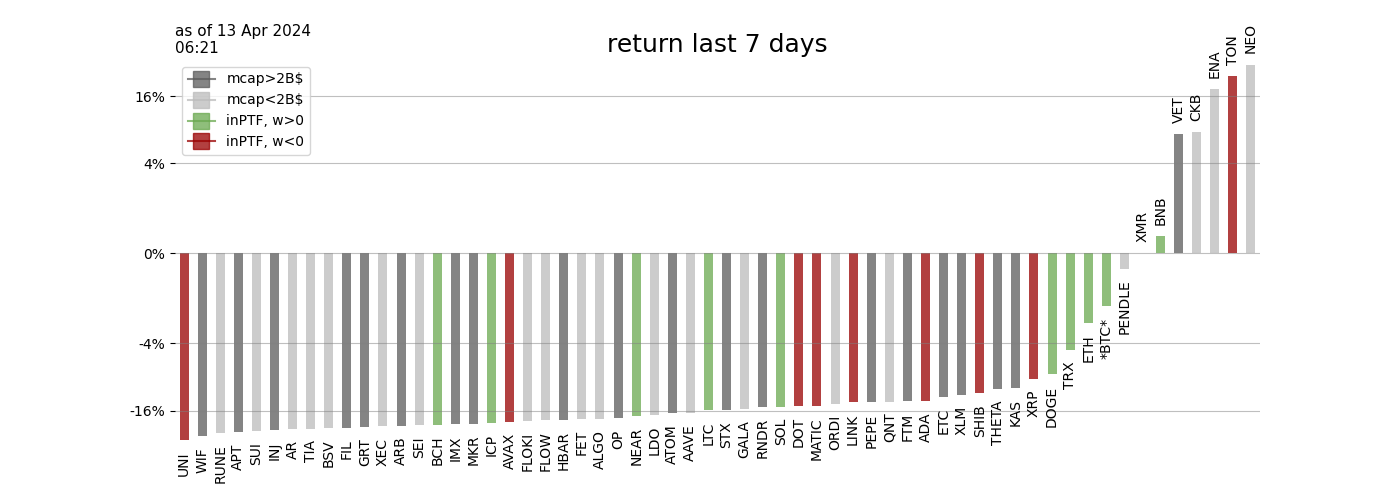 as of 13 Apr 2024
06:21
return last 7 days
mcap>2B$
mcap<2B$
inPTF, w>0
inPTF, w<0
16%
4%
0%
-4%
-16%
UNI
WIF
RUNE
APT
SUI
INJ
AR
TIA
BSV
FIL
GRT
XEC
ARB
SEI
BCH
IMX
MKR
ICP
AVAX
FLOKI
FLOW
HBAR
FET
ALGO
OP
NEAR
LDO
ATOM
AAVE
LTC
STX
GALA
RNDR
SOL
DOT
MATIC
ORDI
LINK
PEPE
QNT
FTM
ADA
ETC
XLM
SHIB
THETA
KAS
XRP
DOGE
TRX
ETH
*BTC*
PENDLE
XMR
BNB
VET
CKB
ENA
TON
NEO